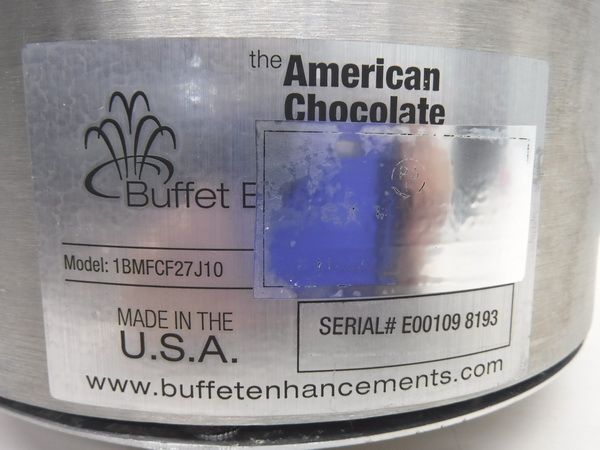 the American
Chocolate
Buffet E
Model: 1BMFCF27J10
MADE IN THE
U.S.A.
SERIAL# E00109 8193
www.buffetenhancements.com